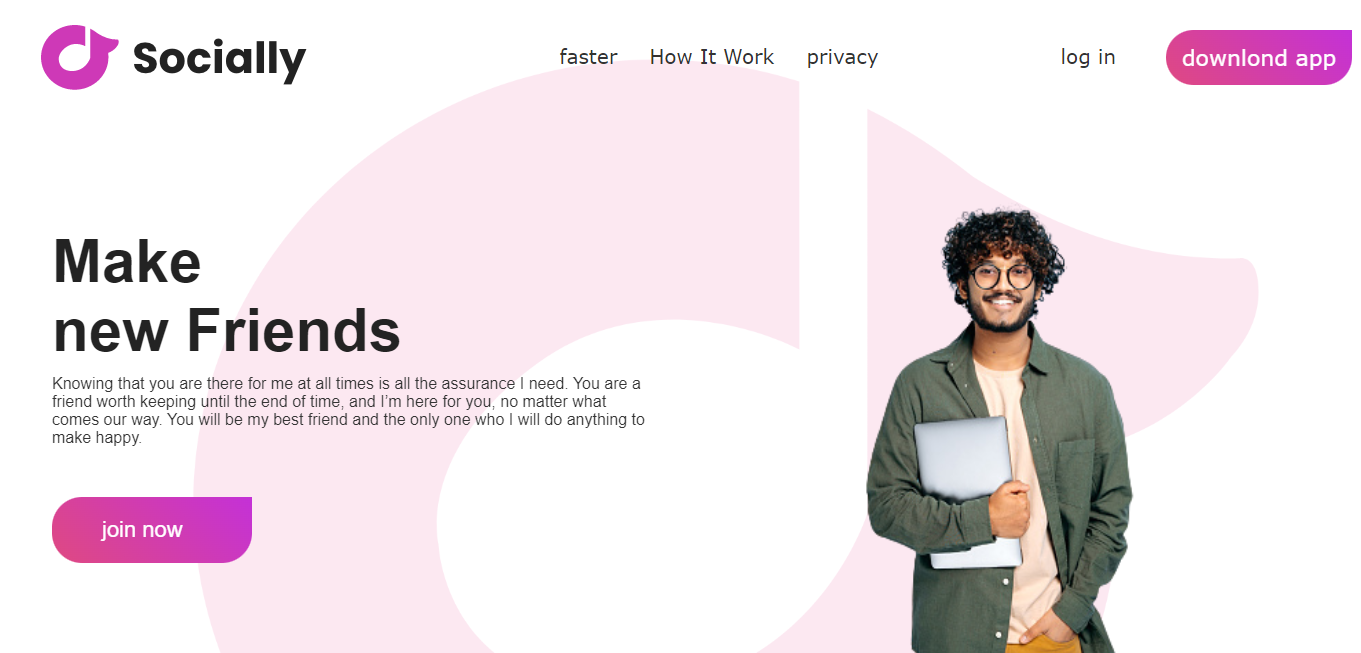 Socially
faster How It Work privacy
log in
downlond app
Make
new Friends
Knowing that you are there for me at all times is all the assurance I need. You are a
friend worth keeping until the end of time, and I’m here for you, no matter what
comes our way. You will be my best friend and the only one who I will do anything to
make happy.
join now